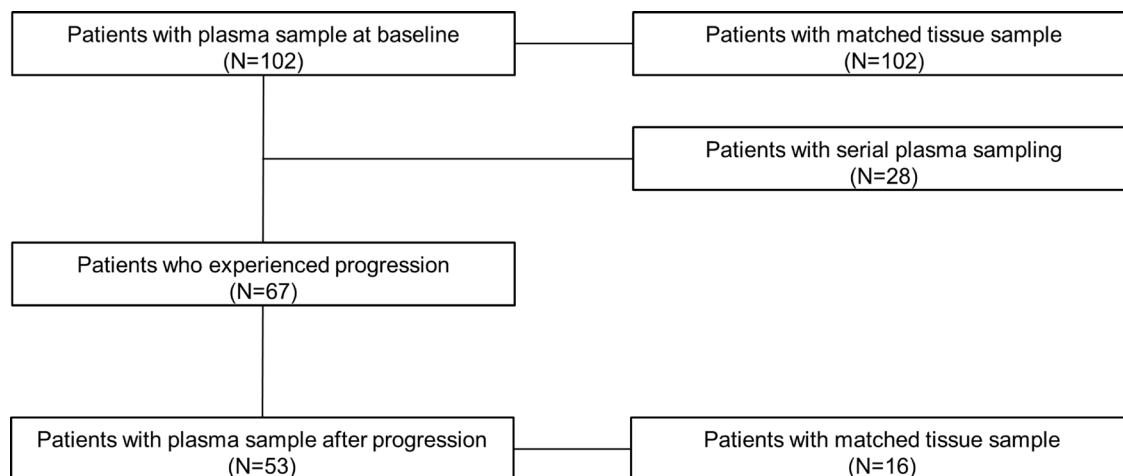 Patients with plasma sample at baseline
(N=102)
Patients with matched tissue sample
(N=102)
Patients with serial plasma sampling
(N=28)
Patients who experienced progression
(N=67)
Patients with plasma sample after progression
(N=53)
Patients with matched tissue sample
(N=16)